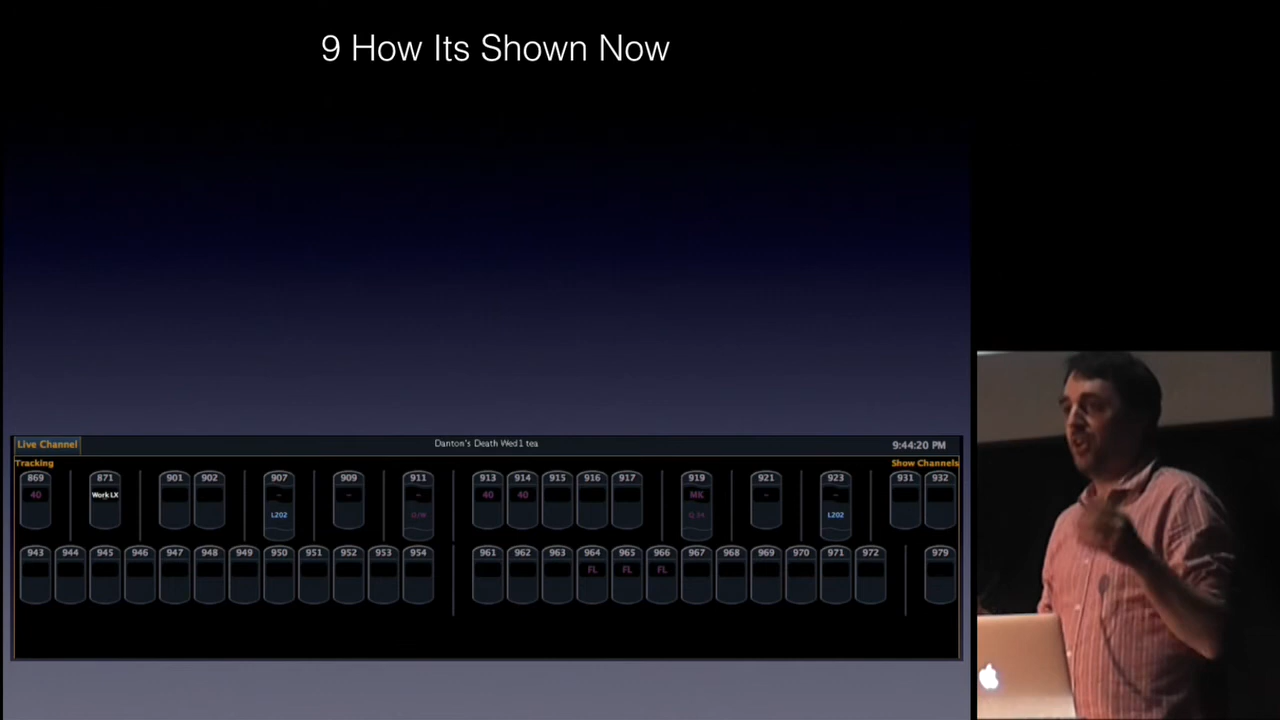 9 How Its Shown Now
Live Channel Danton's Death Wed1 tea 9:44:20 PM
Tracking Show Channels
869 871 901 902 907 909 911 913 914 915 916 917 919 921 923 931 932
40 Work LX - - - 40 40 MK - -
L202 O/W Q 34 L202
943 944 945 946 947 948 949 950 951 952 953 954 961 962 963 964 965 966 967 968 969 970 971 972 979
FL FL FL